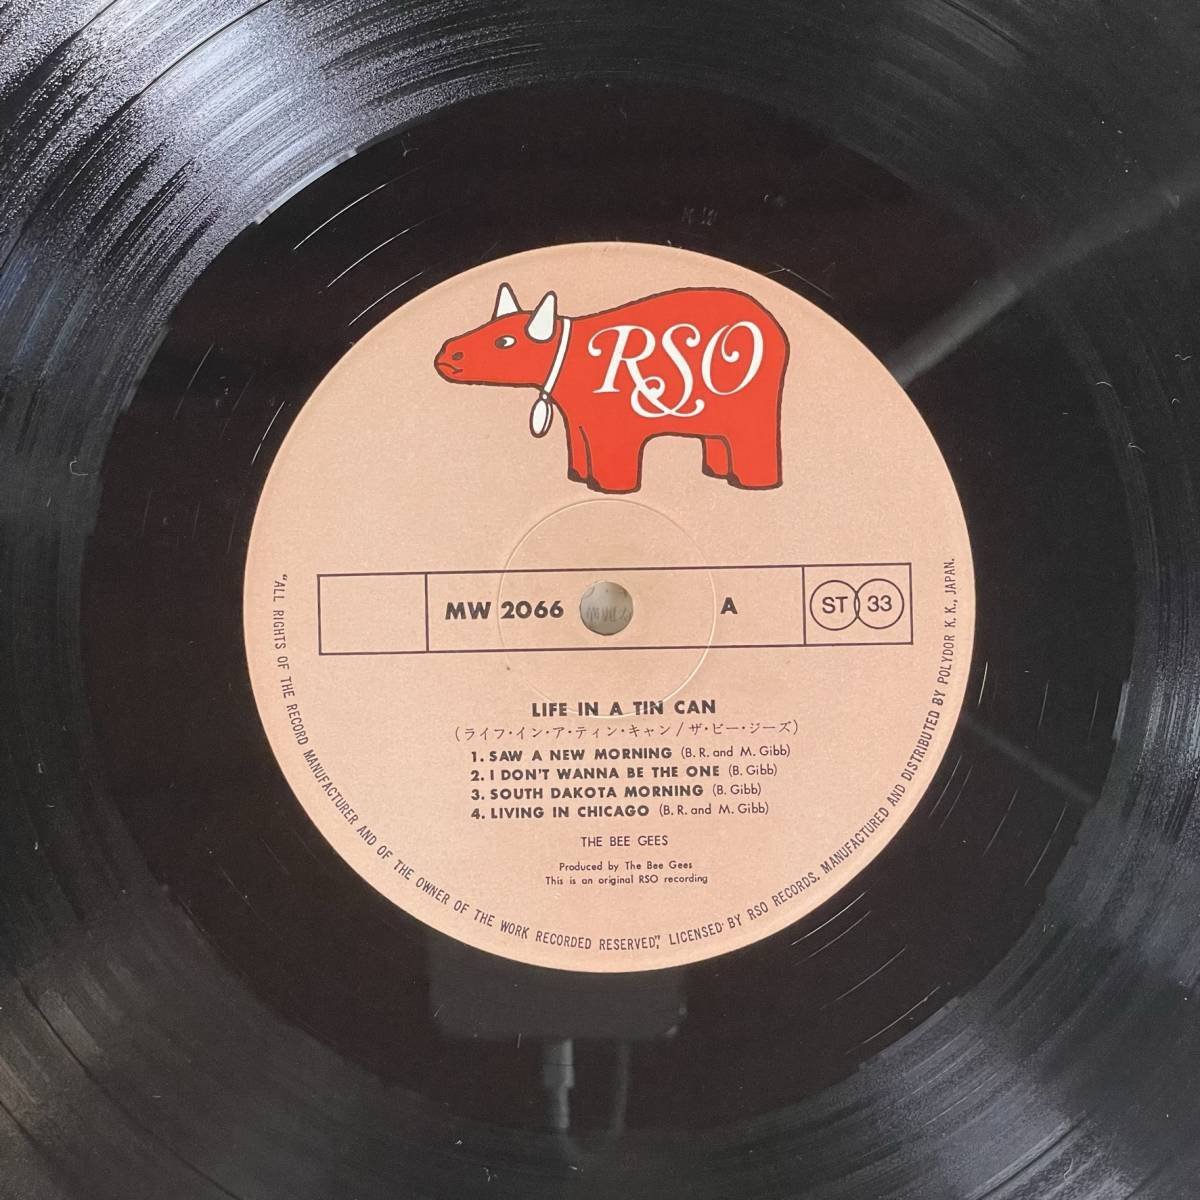 RSO
MW 2066
A
ST 33
LIFE IN A TIN CAN
(ライフ・イン・ア・ティン・キャン/ザ・ビー・ジーズ)
1. SAW A NEW MORNING (B. R. and M. Gibb)
2. I DON'T WANNA BE THE ONE (B. Gibb)
3. SOUTH DAKOTA MORNING (B. Gibb)
4. LIVING IN CHICAGO (B. R. and M. Gibb)
THE BEE GEES
Produced by The Bee Gees
This is an original RSO recording
"ALL RIGHTS OF THE RECORD MANUFACTURER AND OF THE OWNER OF THE WORK RECORDED RESERVED", LICENSED BY RSO RECORDS. MANUFACTURED AND DISTRIBUTED BY POLYDOR K. K., JAPAN.